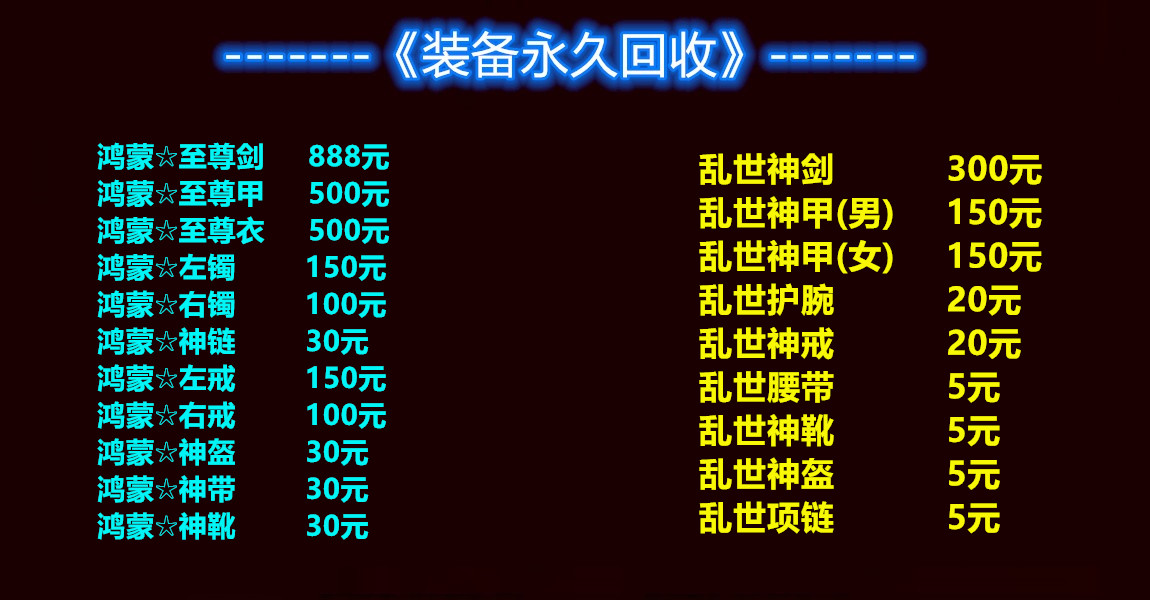 -------《装备永久回收》-------
鸿蒙☆至尊剑 888元
鸿蒙☆至尊甲 500元
鸿蒙☆至尊衣 500元
鸿蒙☆左镯 150元
鸿蒙☆右镯 100元
鸿蒙☆神链 30元
鸿蒙☆左戒 150元
鸿蒙☆右戒 100元
鸿蒙☆神盔 30元
鸿蒙☆神带 30元
鸿蒙☆神靴 30元
乱世神剑 300元
乱世神甲(男) 150元
乱世神甲(女) 150元
乱世护腕 20元
乱世神戒 20元
乱世腰带 5元
乱世神靴 5元
乱世神盔 5元
乱世项链 5元